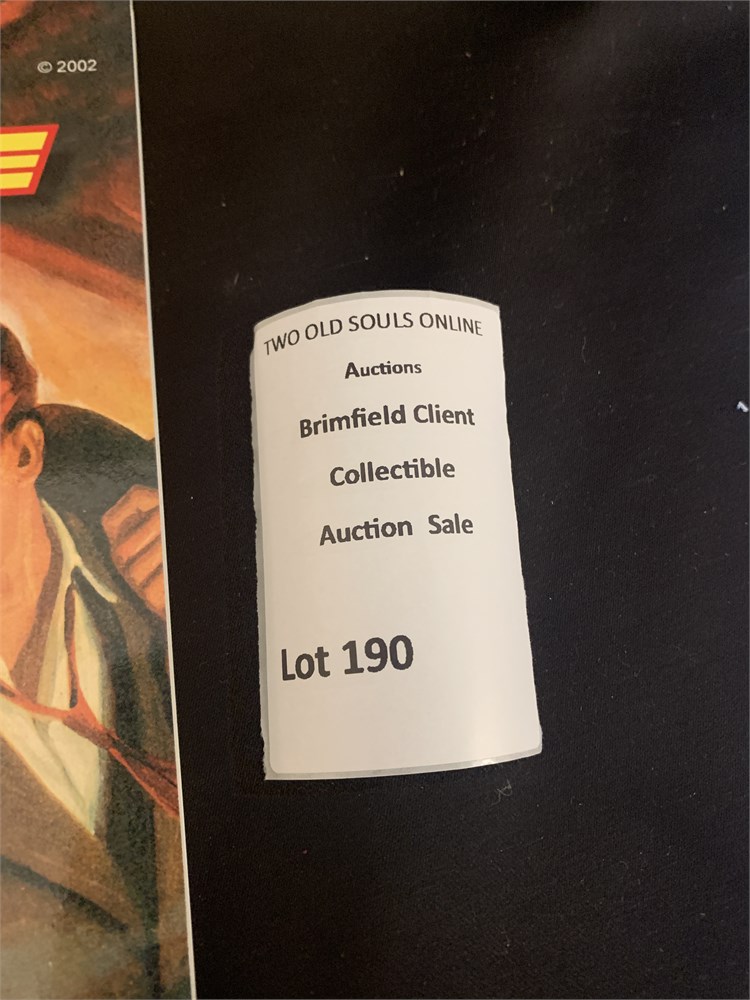 © 2002
TWO OLD SOULS ONLINE
Auctions
Brimfield Client
Collectible
Auction Sale
Lot 190